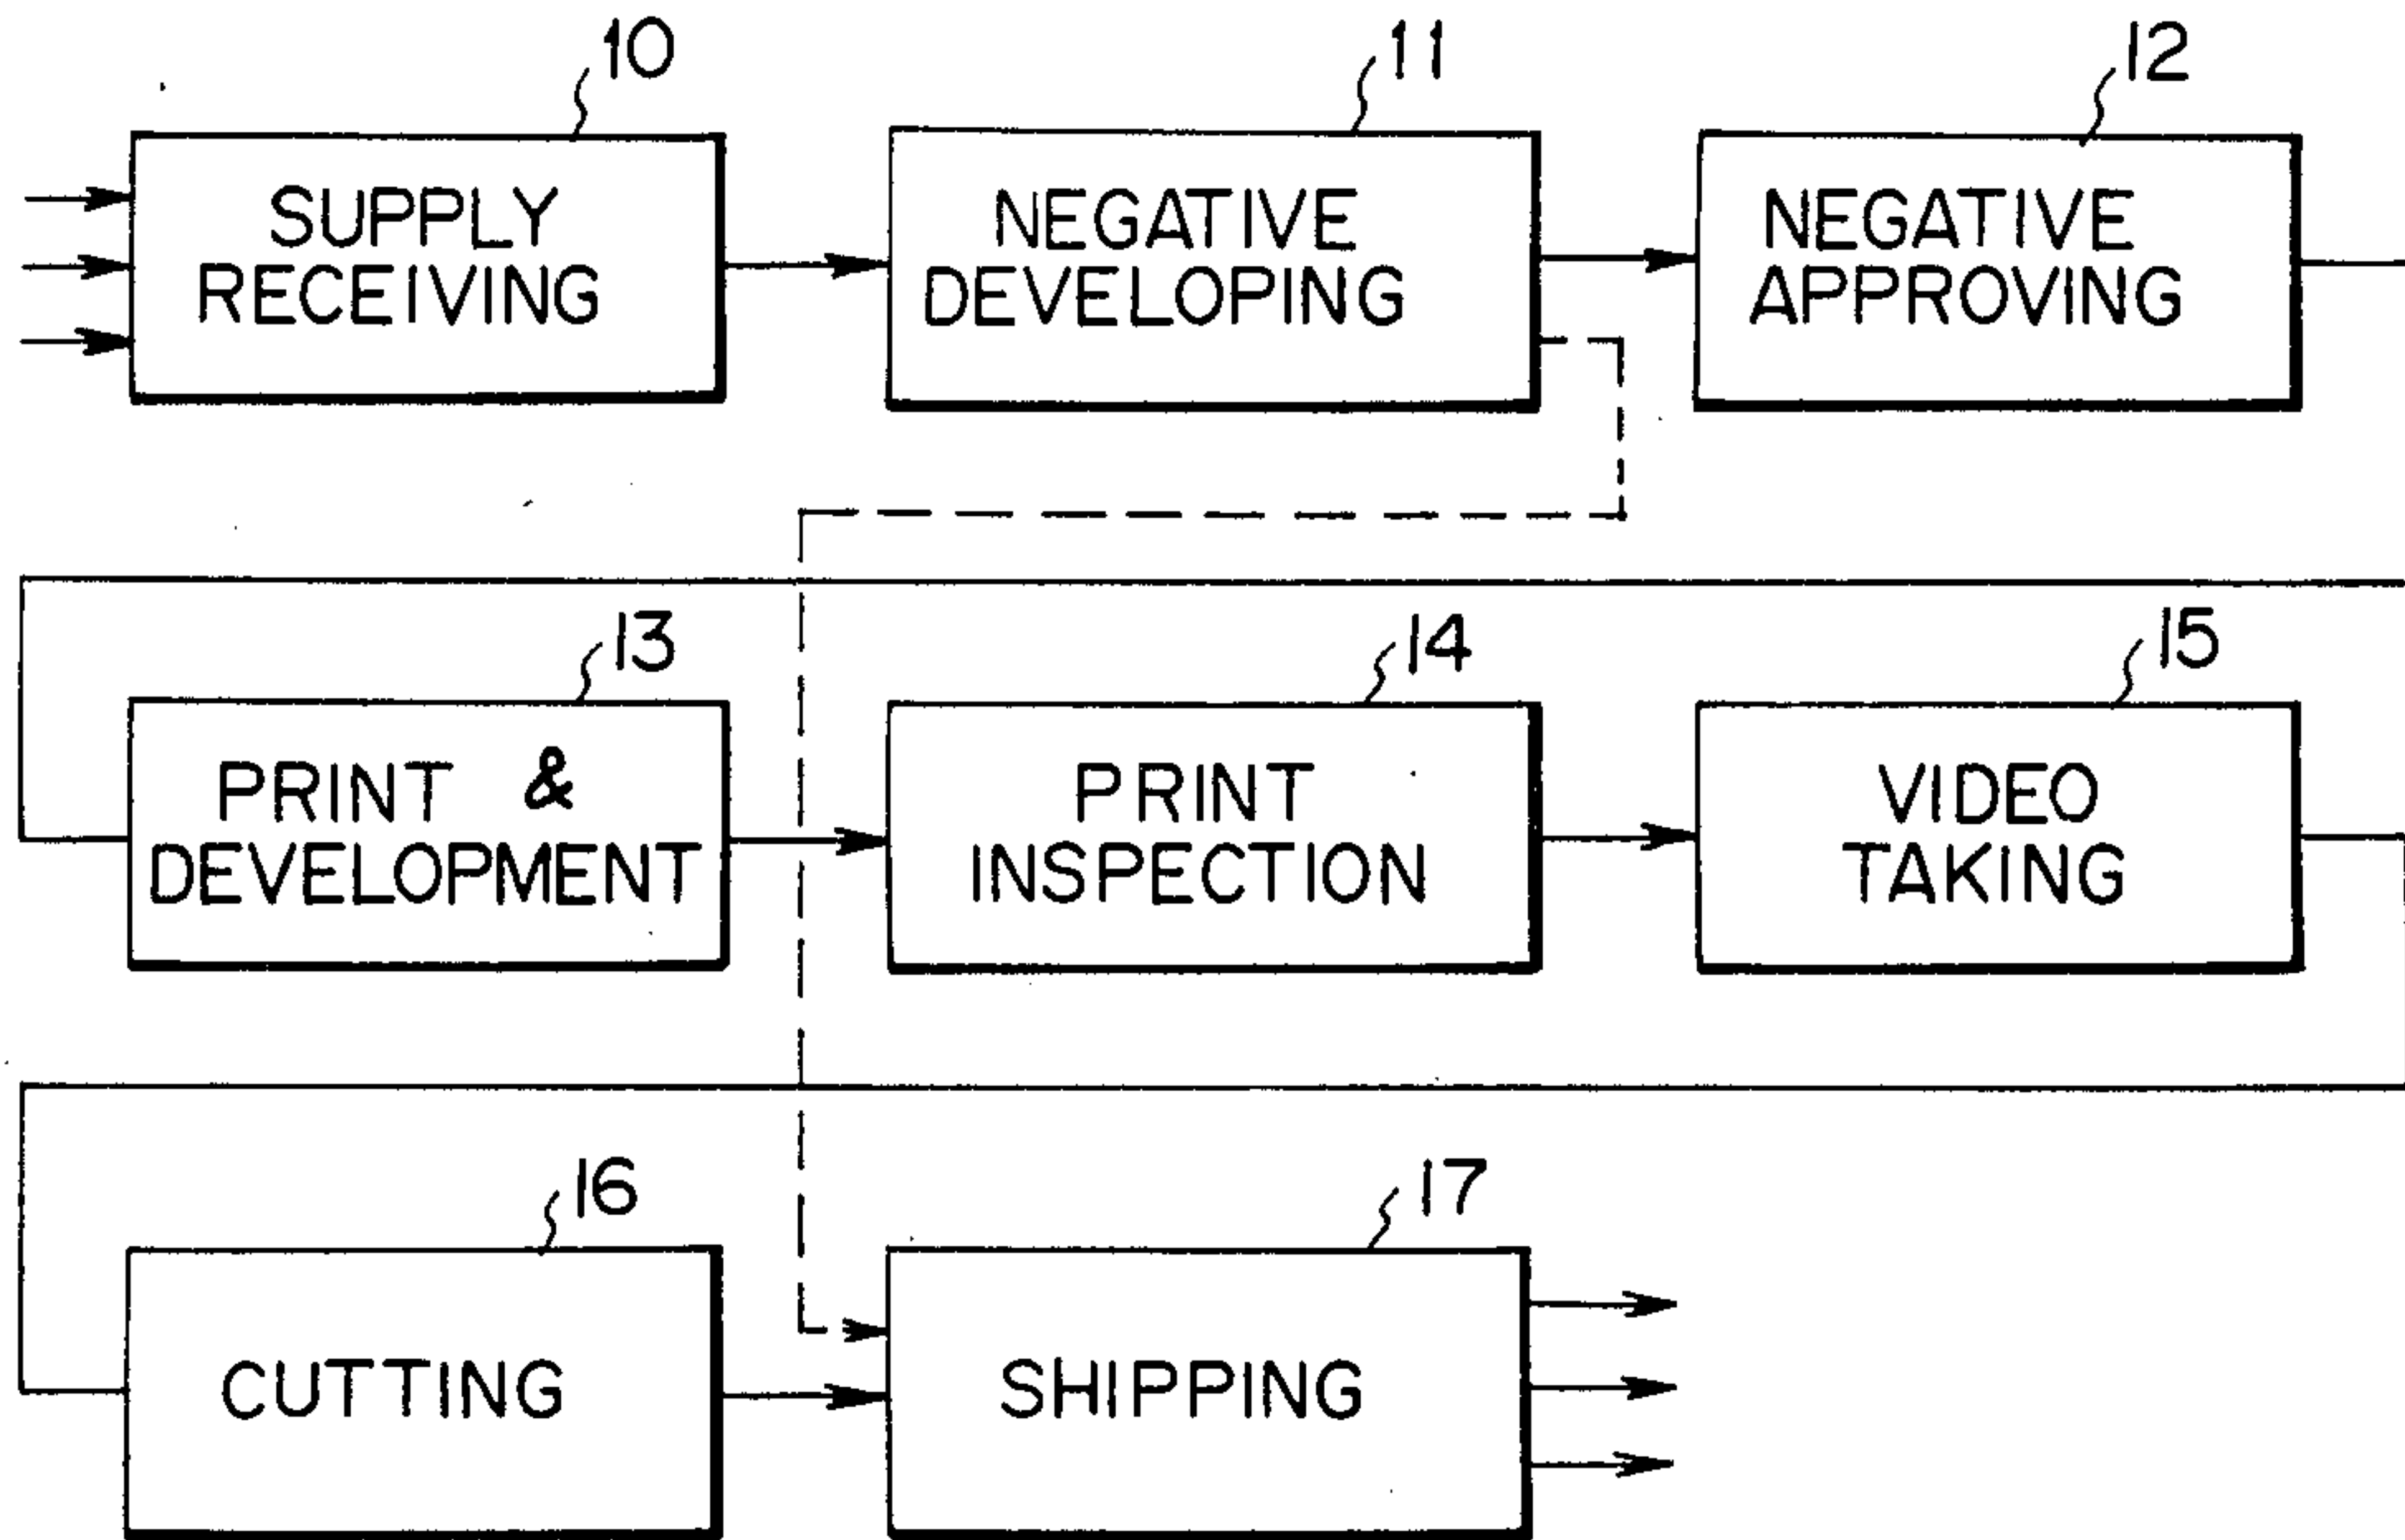 10
11
12
SUPPLY
RECEIVING
NEGATIVE
DEVELOPING
NEGATIVE
APPROVING
13
14
15
PRINT &
DEVELOPMENT
PRINT
INSPECTION
VIDEO
TAKING
16
17
CUTTING
SHIPPING